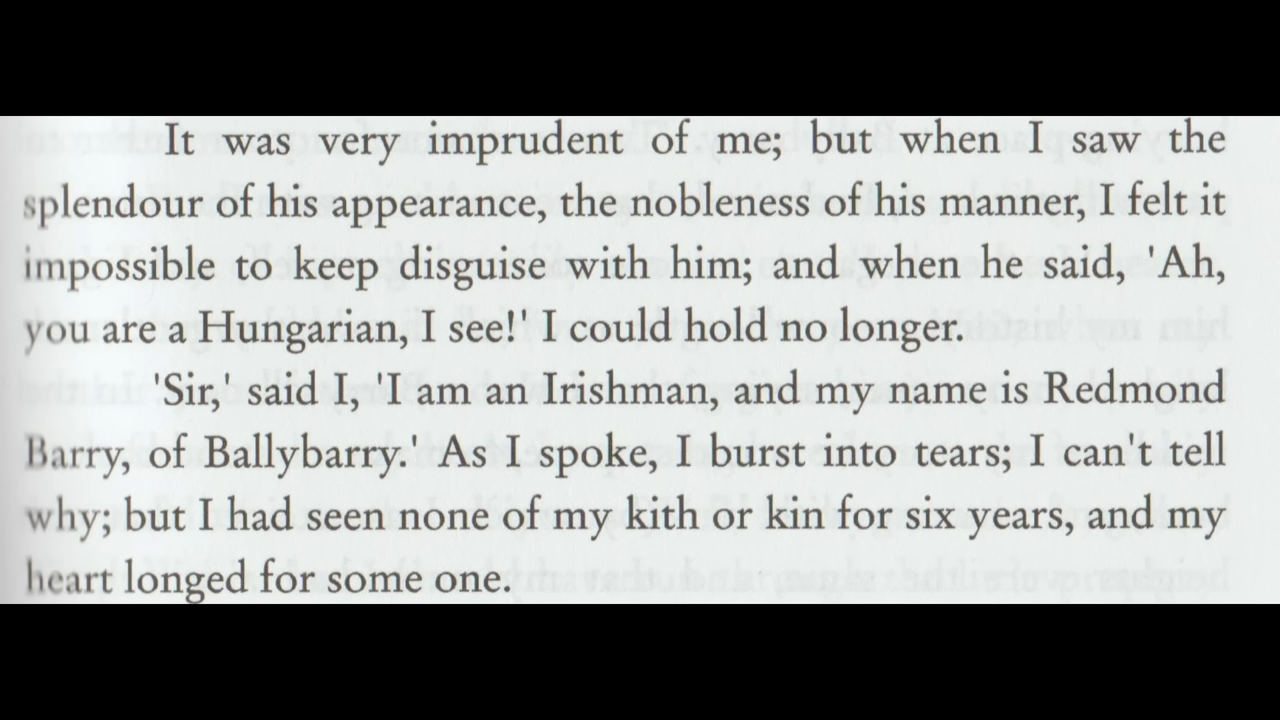 It was very imprudent of me; but when I saw the
splendour of his appearance, the nobleness of his manner, I felt it
impossible to keep disguise with him; and when he said, 'Ah,
you are a Hungarian, I see!' I could hold no longer.
'Sir,' said I, 'I am an Irishman, and my name is Redmond
Barry, of Ballybarry.' As I spoke, I burst into tears; I can't tell
why; but I had seen none of my kith or kin for six years, and my
heart longed for some one.